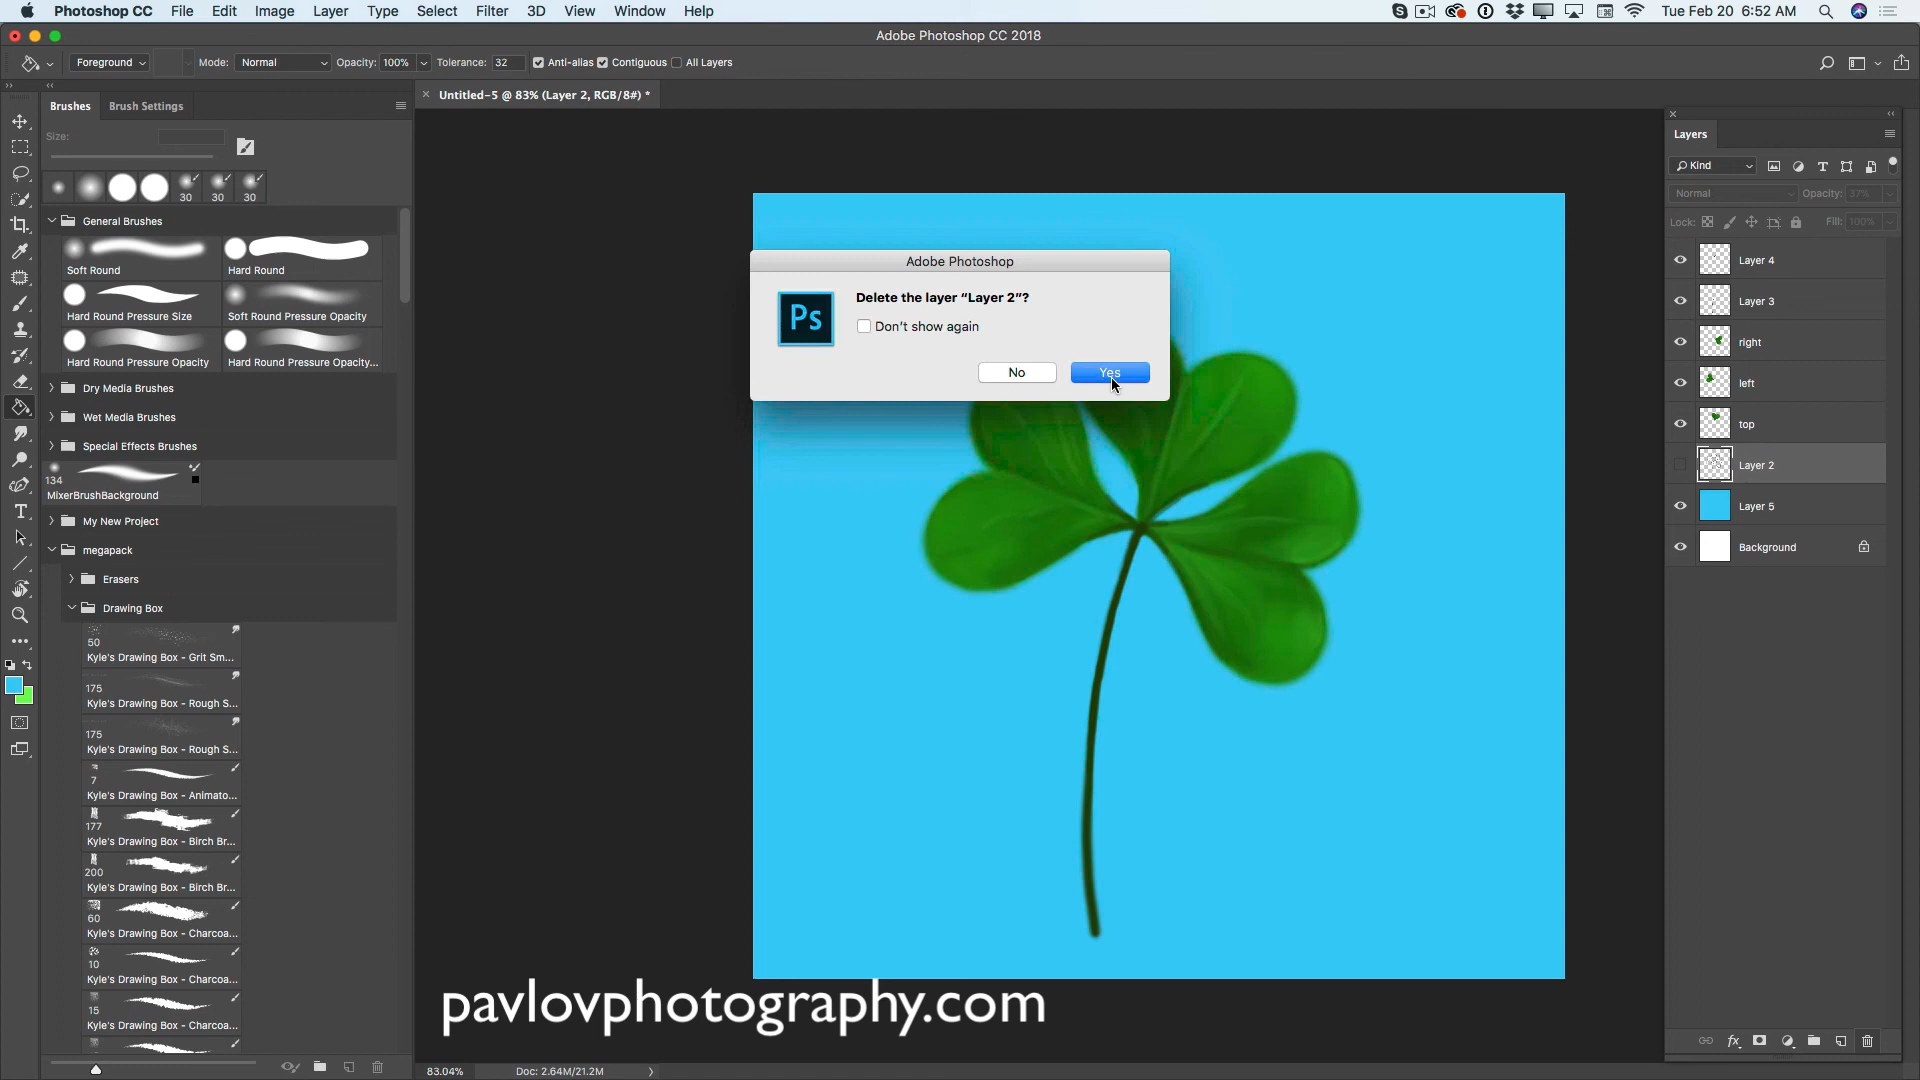 Photoshop CC File Edit Image Layer Type Select Filter 3D View Window Help Tue Feb 20 6:52 AM
Adobe Photoshop CC 2018
Foreground Mode: Normal Opacity: 100% Tolerance: 32 Anti-alias Contiguous All Layers
Untitled-5 @ 83% (Layer 2, RGB/8#) *
Brushes Brush Settings
Size:
30 30 30
General Brushes
Soft Round Hard Round
Hard Round Pressure Size Soft Round Pressure Opacity
Hard Round Pressure Opacity Hard Round Pressure Opacity...
Dry Media Brushes
Wet Media Brushes
Special Effects Brushes
134
MixerBrushBackground
My New Project
megapack
Erasers
Drawing Box
50
Kyle's Drawing Box - Grit Sm...
175
Kyle's Drawing Box - Rough S...
175
Kyle's Drawing Box - Rough S...
7
Kyle's Drawing Box - Animato...
177
Kyle's Drawing Box - Birch Br...
200
Kyle's Drawing Box - Birch Br...
60
Kyle's Drawing Box - Charcoa...
10
Kyle's Drawing Box - Charcoa...
15
Kyle's Drawing Box - Charcoa...
Adobe Photoshop
Ps
Delete the layer “Layer 2”?
Don't show again
No Yes
Layers
Kind
Normal Opacity: 37%
Lock: Fill: 100%
Layer 4
Layer 3
right
left
top
Layer 2
Layer 5
Background
pavlovphotography.com
83.04% Doc: 2.64M/21.2M